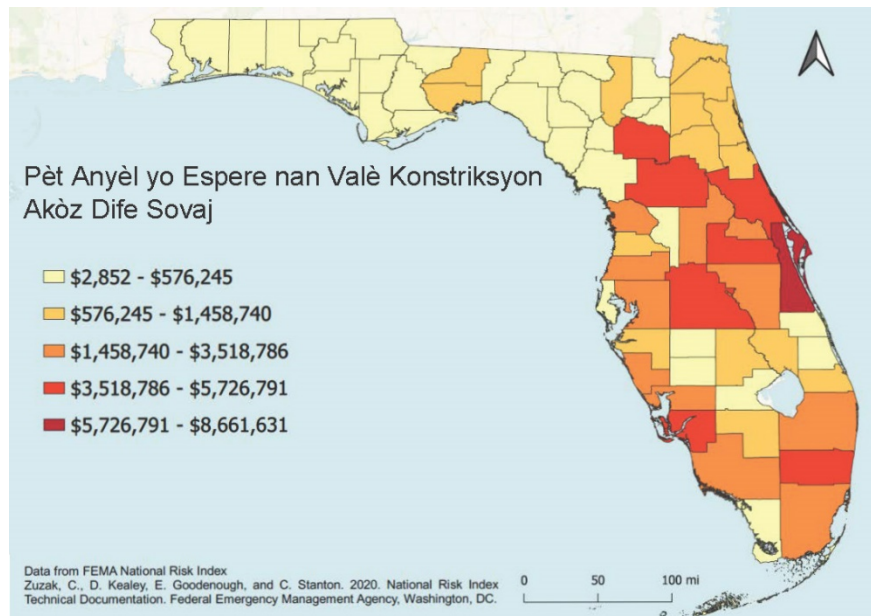 Pèt Anyèl yo Espere nan Valè Konstriksyon
Akòz Dife Sovaj
$2,852 - $576,245
$576,245 - $1,458,740
$1,458,740 - $3,518,786
$3,518,786 - $5,726,791
$5,726,791 - $8,661,631
Data from FEMA National Risk Index
Zuzak, C., D. Kealey, E. Goodenough, and C. Stanton. 2020. National Risk Index
Technical Documentation. Federal Emergency Management Agency, Washington, DC.
0 50 100 mi